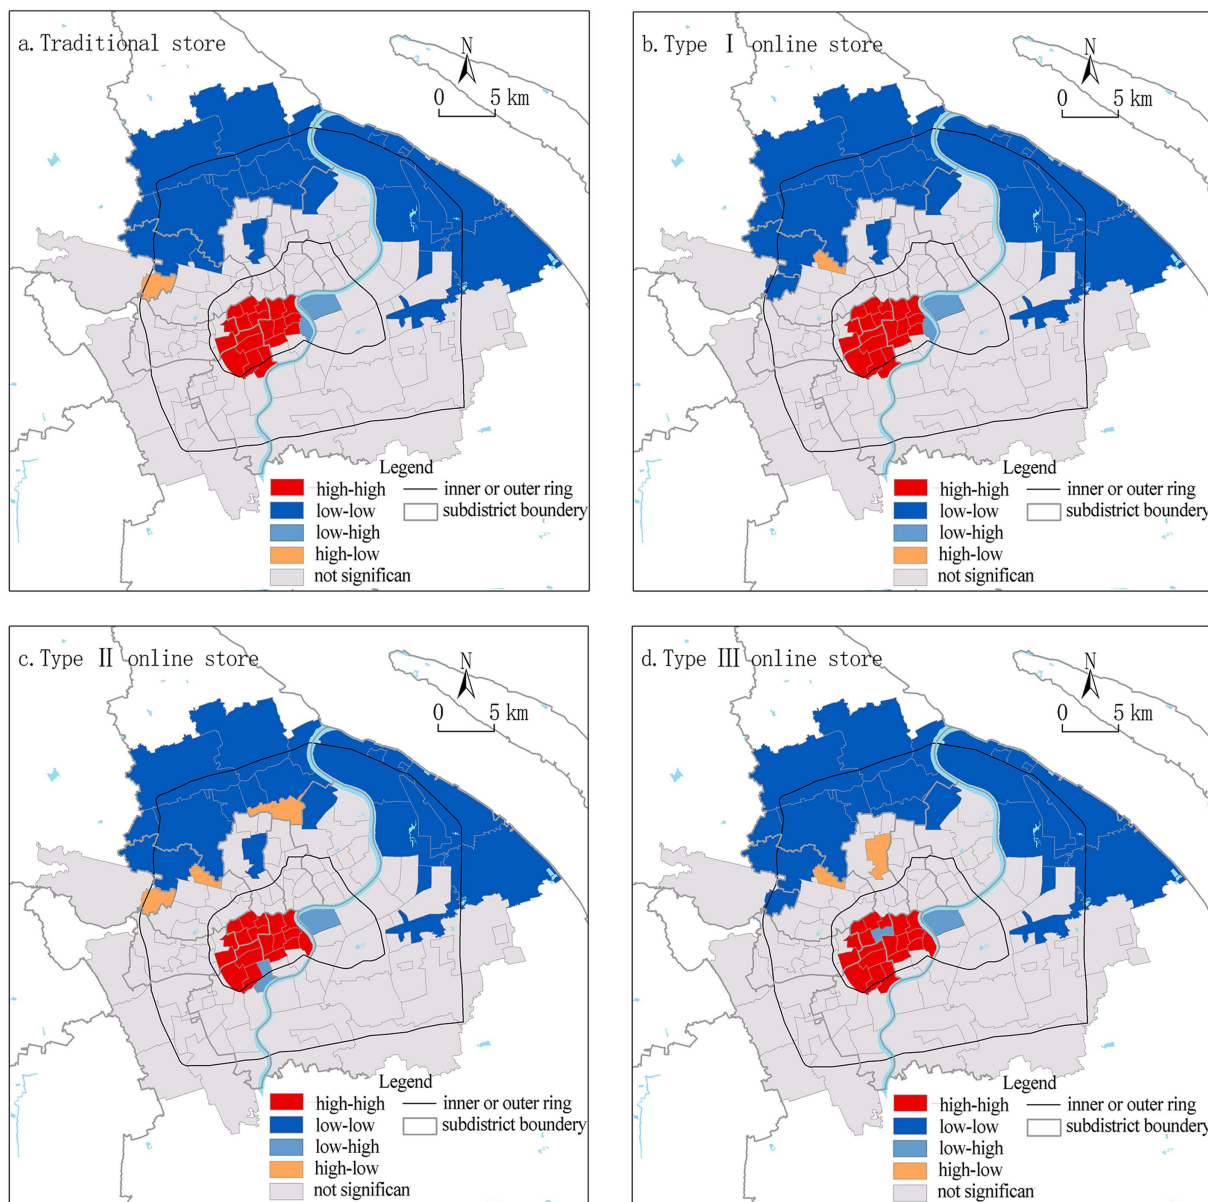 a. Traditional store
N
0 5 km
Legend
high-high
inner or outer ring
low-low
subdistrict boundary
low-high
high-low
not significan
b. Type Ⅰ online store
N
0 5 km
Legend
high-high
inner or outer ring
low-low
subdistrict boundary
low-high
high-low
not significan
c. Type Ⅱ online store
N
0 5 km
Legend
high-high
inner or outer ring
low-low
subdistrict boundary
low-high
high-low
not significan
d. Type Ⅲ online store
N
0 5 km
Legend
high-high
inner or outer ring
low-low
subdistrict boundary
low-high
high-low
not significan